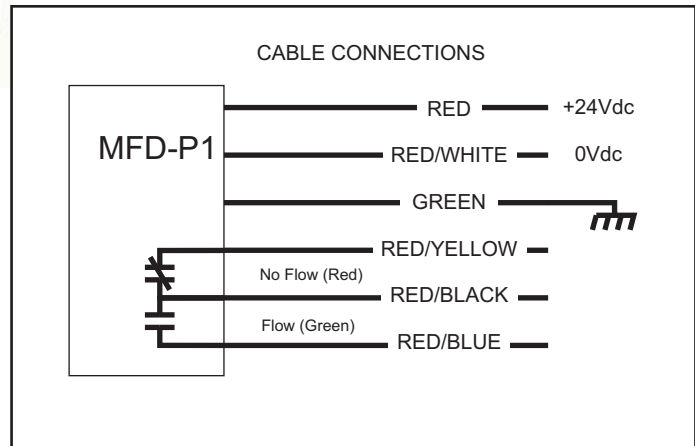 CABLE CONNECTIONS
MFD-P1
RED +24Vdc
RED/WHITE 0Vdc
GREEN
RED/YELLOW
No Flow (Red)
RED/BLACK
Flow (Green)
RED/BLUE